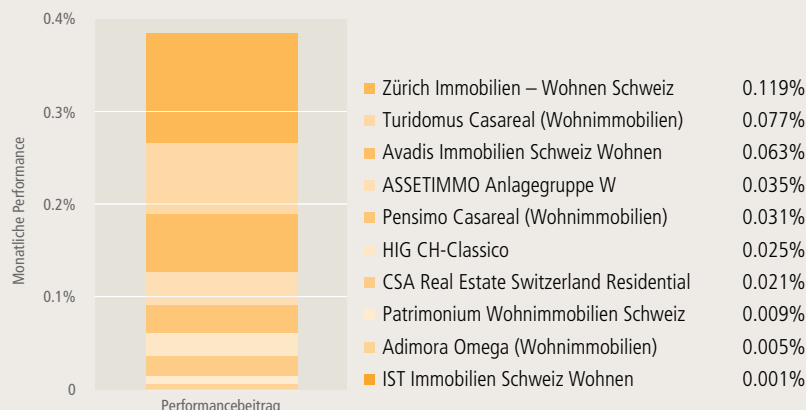 0.4%
0.3%
0.2%
0.1%
0
Monatliche Performance
Performancebeitrag
Zürich Immobilien – Wohnen Schweiz 0.119%
Turidomus Casareal (Wohnimmobilien) 0.077%
Avadis Immobilien Schweiz Wohnen 0.063%
ASSETIMMO Anlagegruppe W 0.035%
Pensimo Casareal (Wohnimmobilien) 0.031%
HIG CH-Classico 0.025%
CSA Real Estate Switzerland Residential 0.021%
Patrimonium Wohnimmobilien Schweiz 0.009%
Adimora Omega (Wohnimmobilien) 0.005%
IST Immobilien Schweiz Wohnen 0.001%